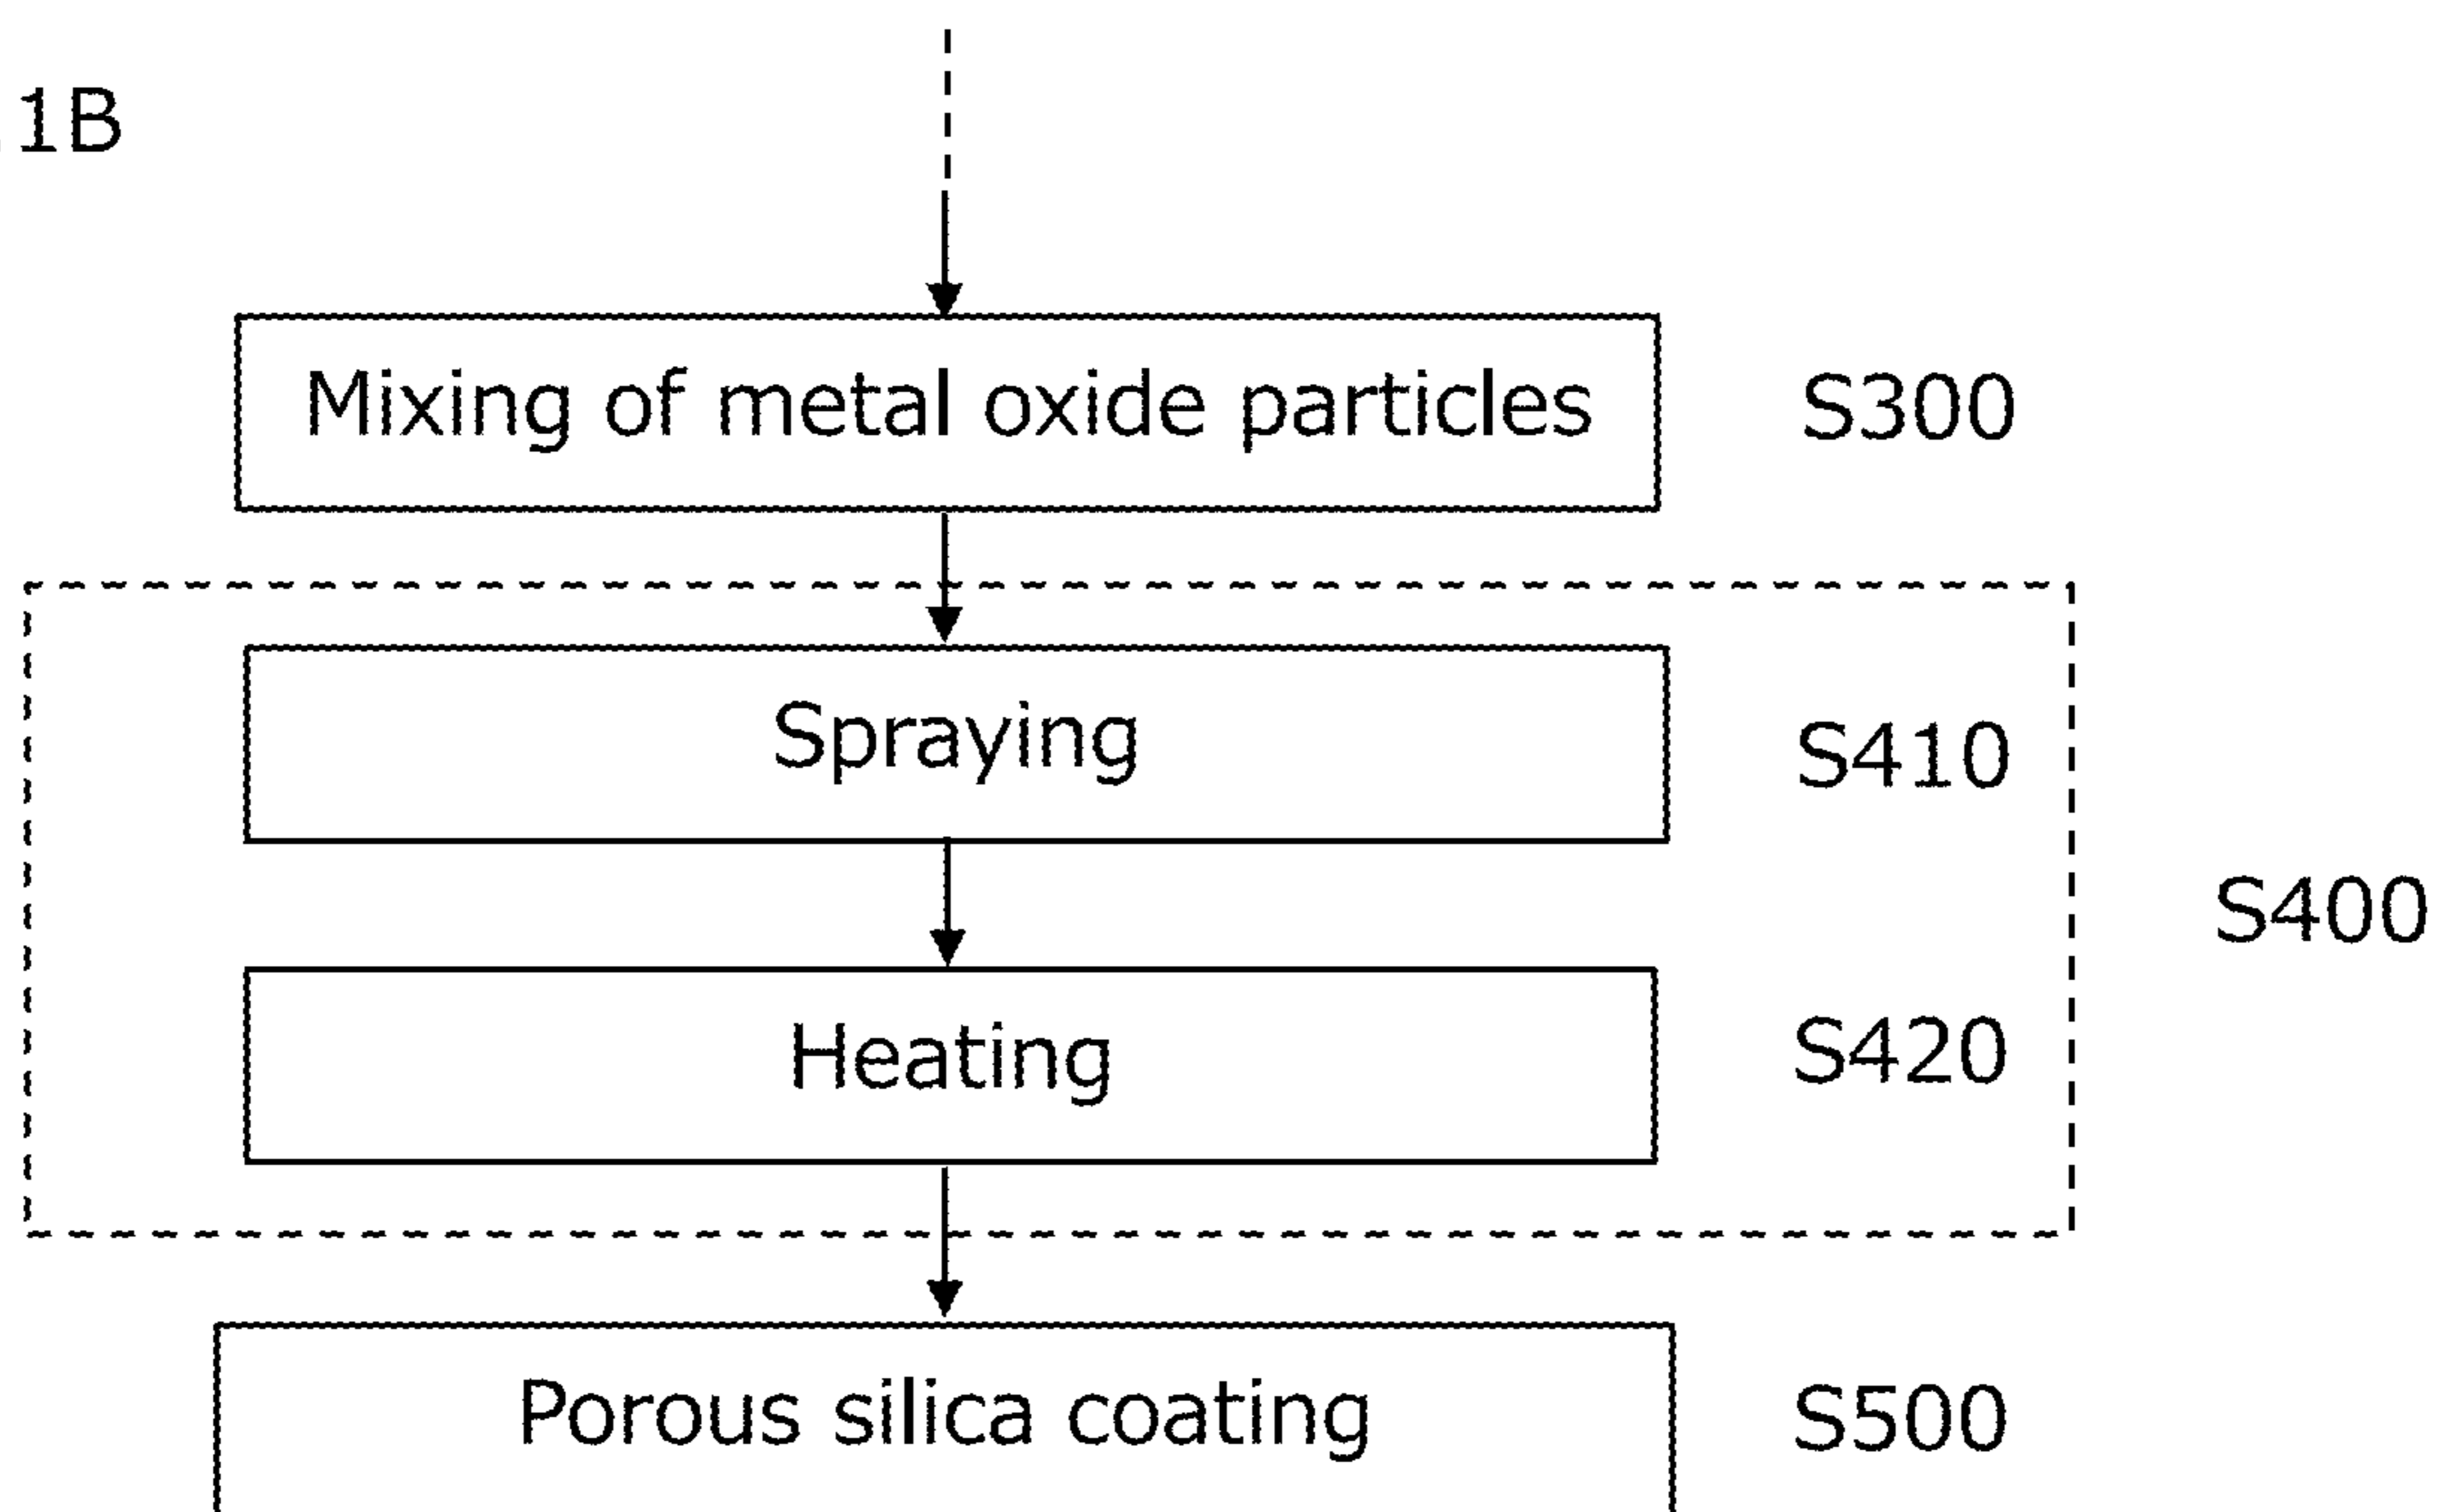 1B
Mixing of metal oxide particles S300
Spraying S410
S400
Heating S420
Porous silica coating S500